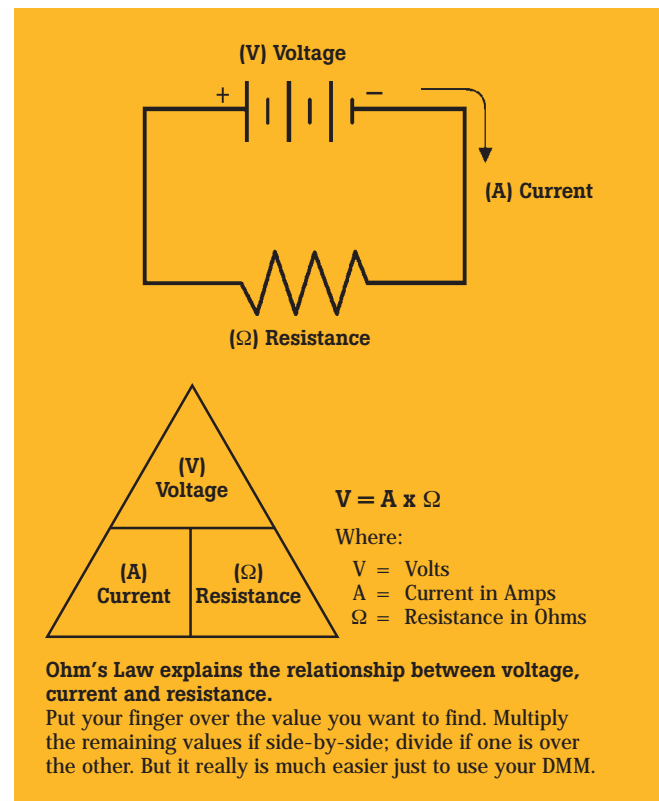 (V) Voltage
+ −
(A) Current
(Ω) Resistance
(V)
Voltage
(A)
Current
(Ω)
Resistance
V = A x Ω
Where:
V = Volts
A = Current in Amps
Ω = Resistance in Ohms
Ohm's Law explains the relationship between voltage,
current and resistance.
Put your finger over the value you want to find. Multiply
the remaining values if side-by-side; divide if one is over
the other. But it really is much easier just to use your DMM.